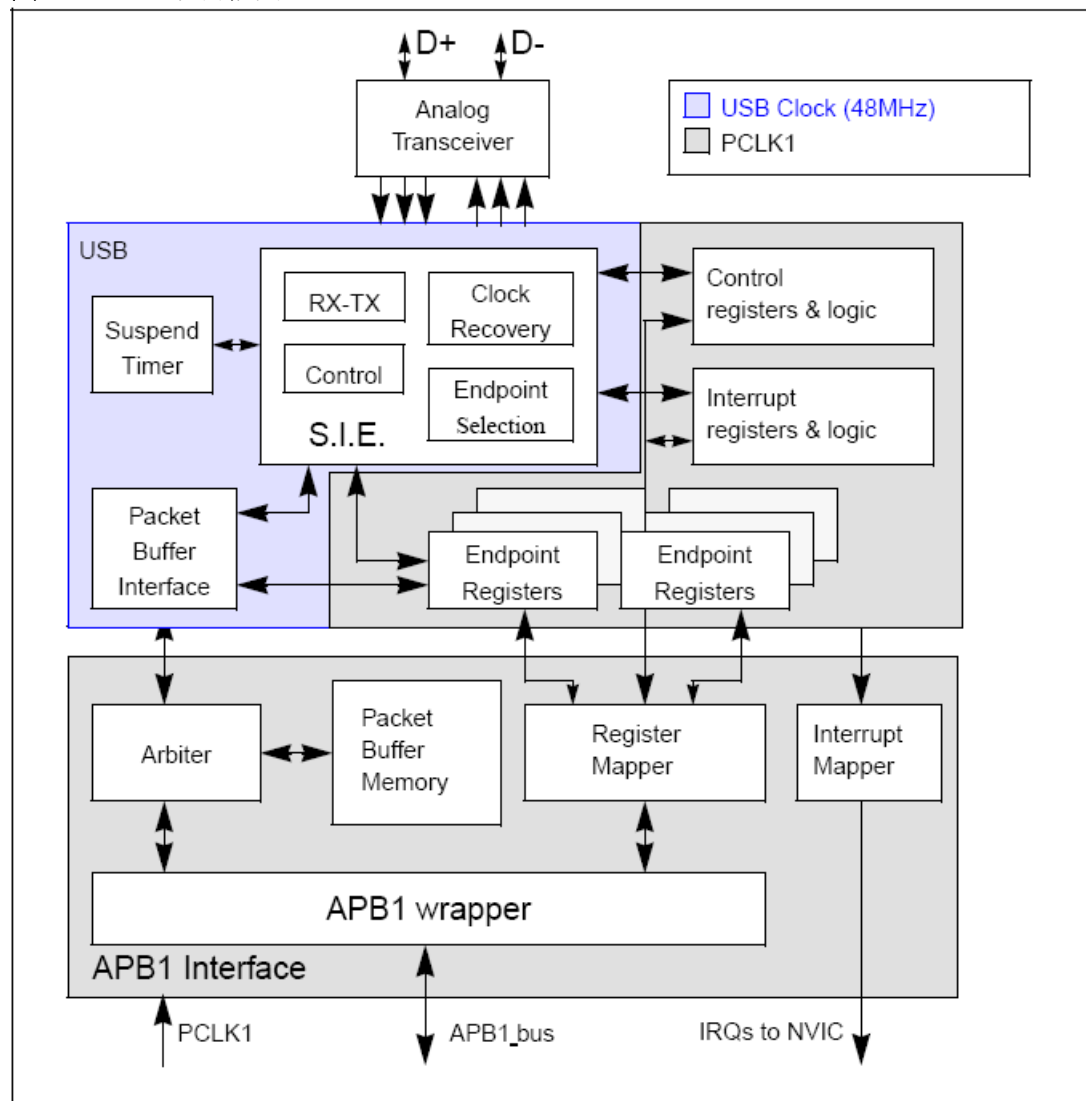 D+ D-
Analog
Transceiver
USB Clock (48MHz)
PCLK1
USB
Suspend
Timer
RX-TX
Control
S.I.E.
Clock
Recovery
Endpoint
Selection
Control
registers & logic
Interrupt
registers & logic
Packet
Buffer
Interface
Endpoint
Registers
Endpoint
Registers
Arbiter
Packet
Buffer
Memory
Register
Mapper
Interrupt
Mapper
APB1 wrapper
APB1 Interface
PCLK1
APB1_bus
IRQs to NVIC